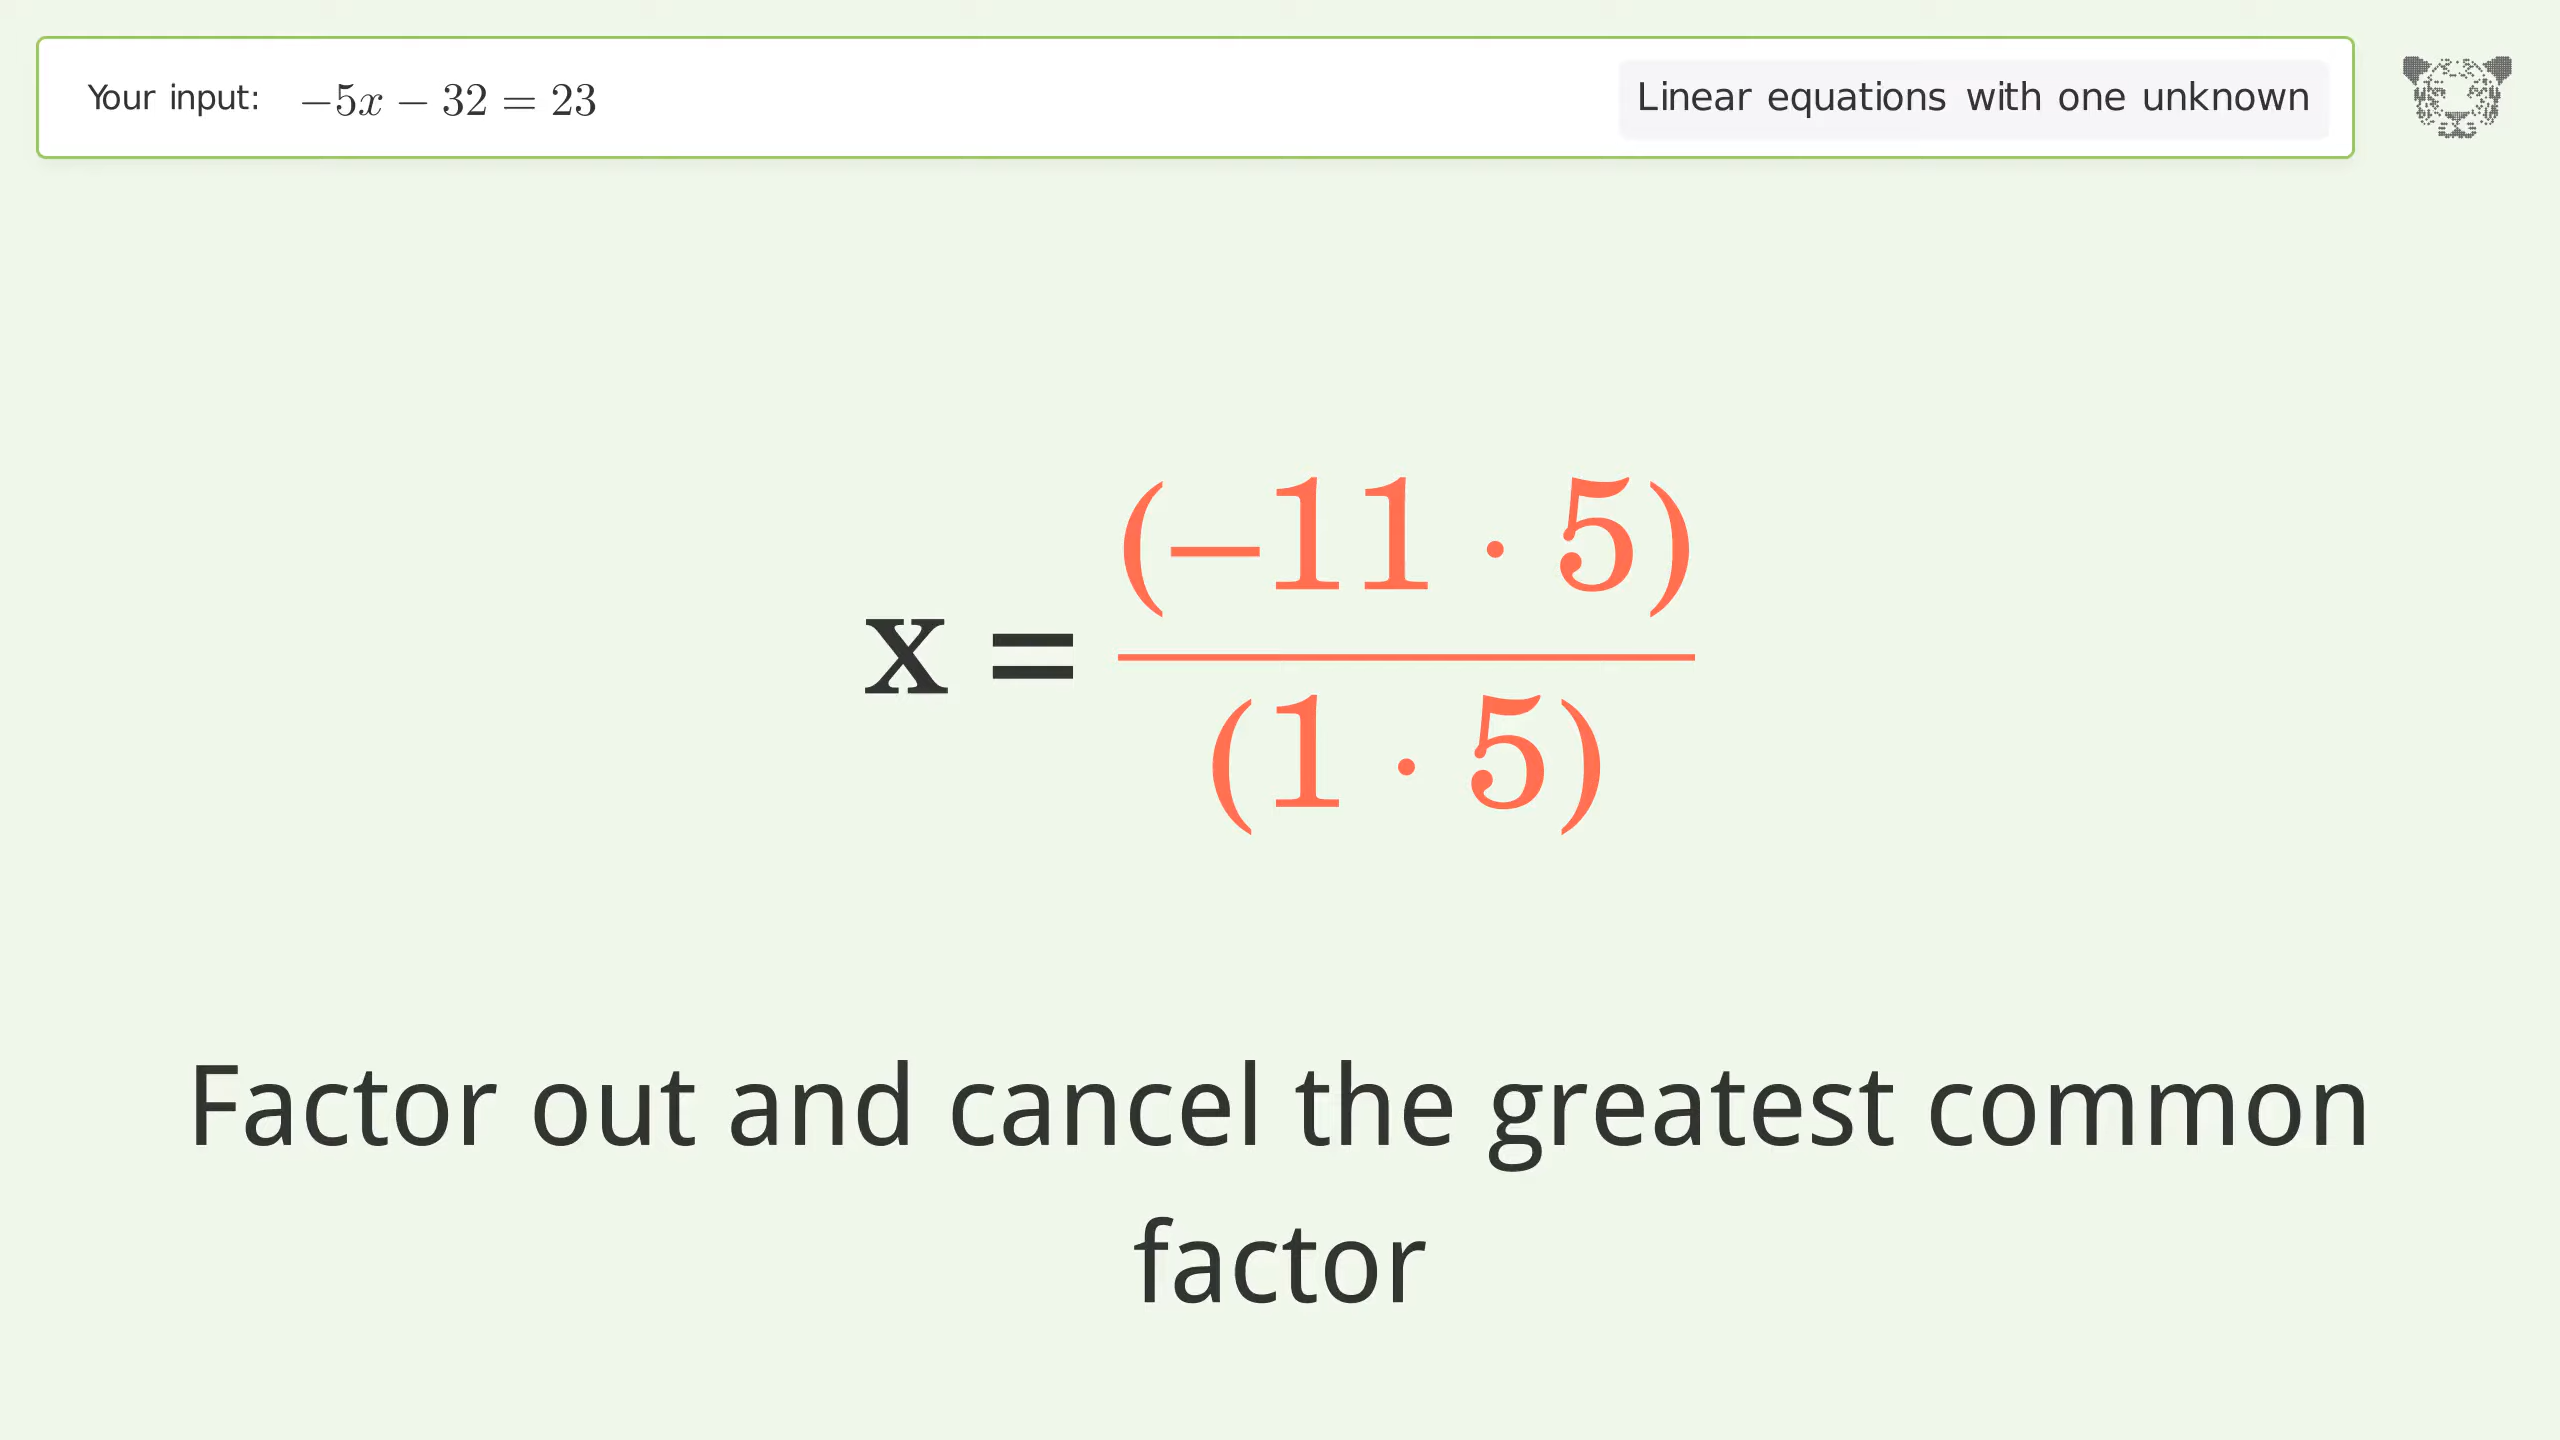 Your input: −5x − 32 = 23
Linear equations with one unknown
x = (−11 · 5) / (1 · 5)
Factor out and cancel the greatest common
factor